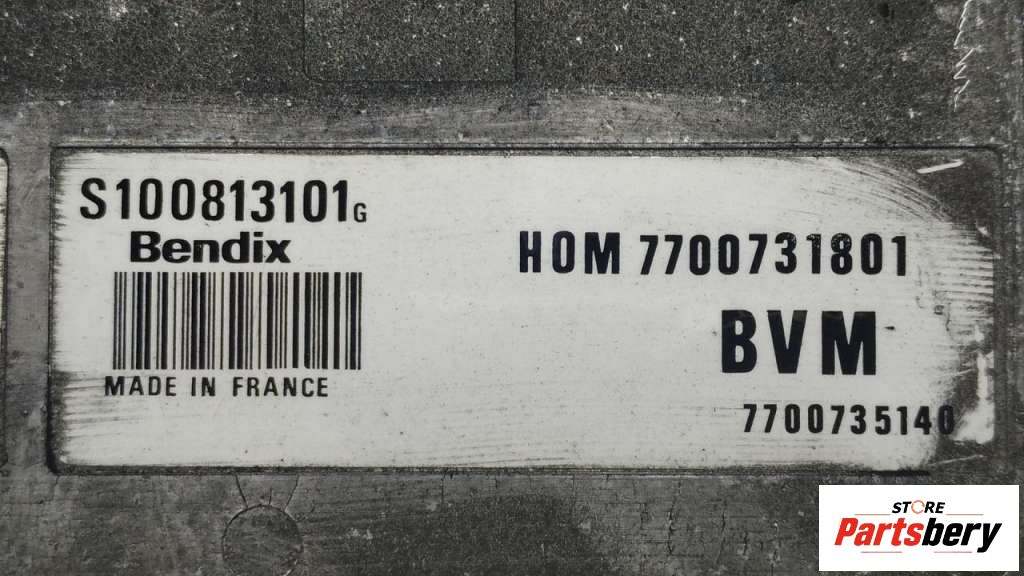 S100813101G
Bendix
MADE IN FRANCE
HOM 7700731801
BVM
7700735140
STORE
Partsbery